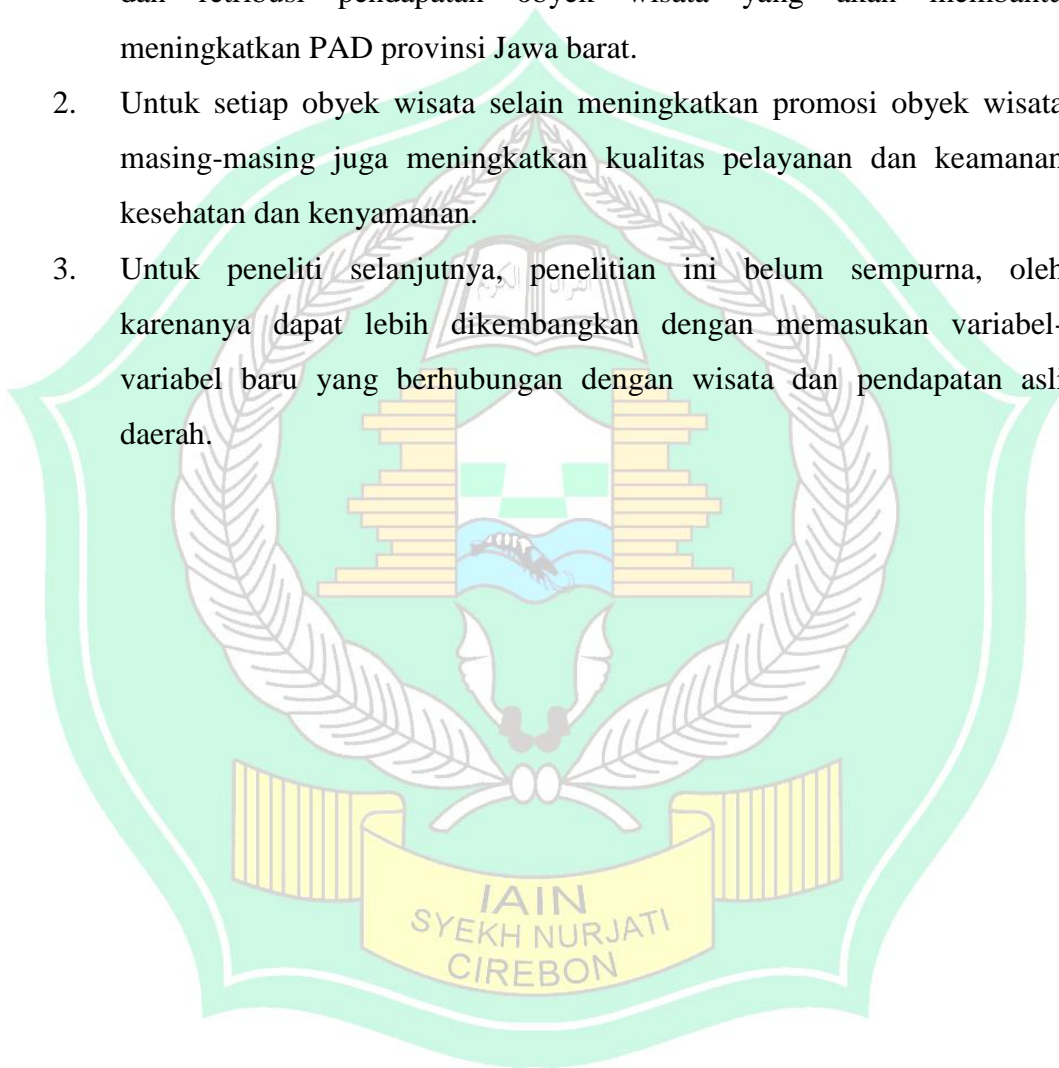 dan retribusi pendapatan obyek wisata yang akan membantu
meningkatkan PAD provinsi Jawa barat.
2. Untuk setiap obyek wisata selain meningkatkan promosi obyek wisata
masing-masing juga meningkatkan kualitas pelayanan dan keamanan
kesehatan dan kenyamanan.
3. Untuk peneliti selanjutnya, penelitian ini belum sempurna, oleh
karenanya dapat lebih dikembangkan dengan memasukan variabel-
variabel baru yang berhubungan dengan wisata dan pendapatan asli
daerah.
القرآن الكريم
IAIN
SYEKH NURJATI
CIREBON